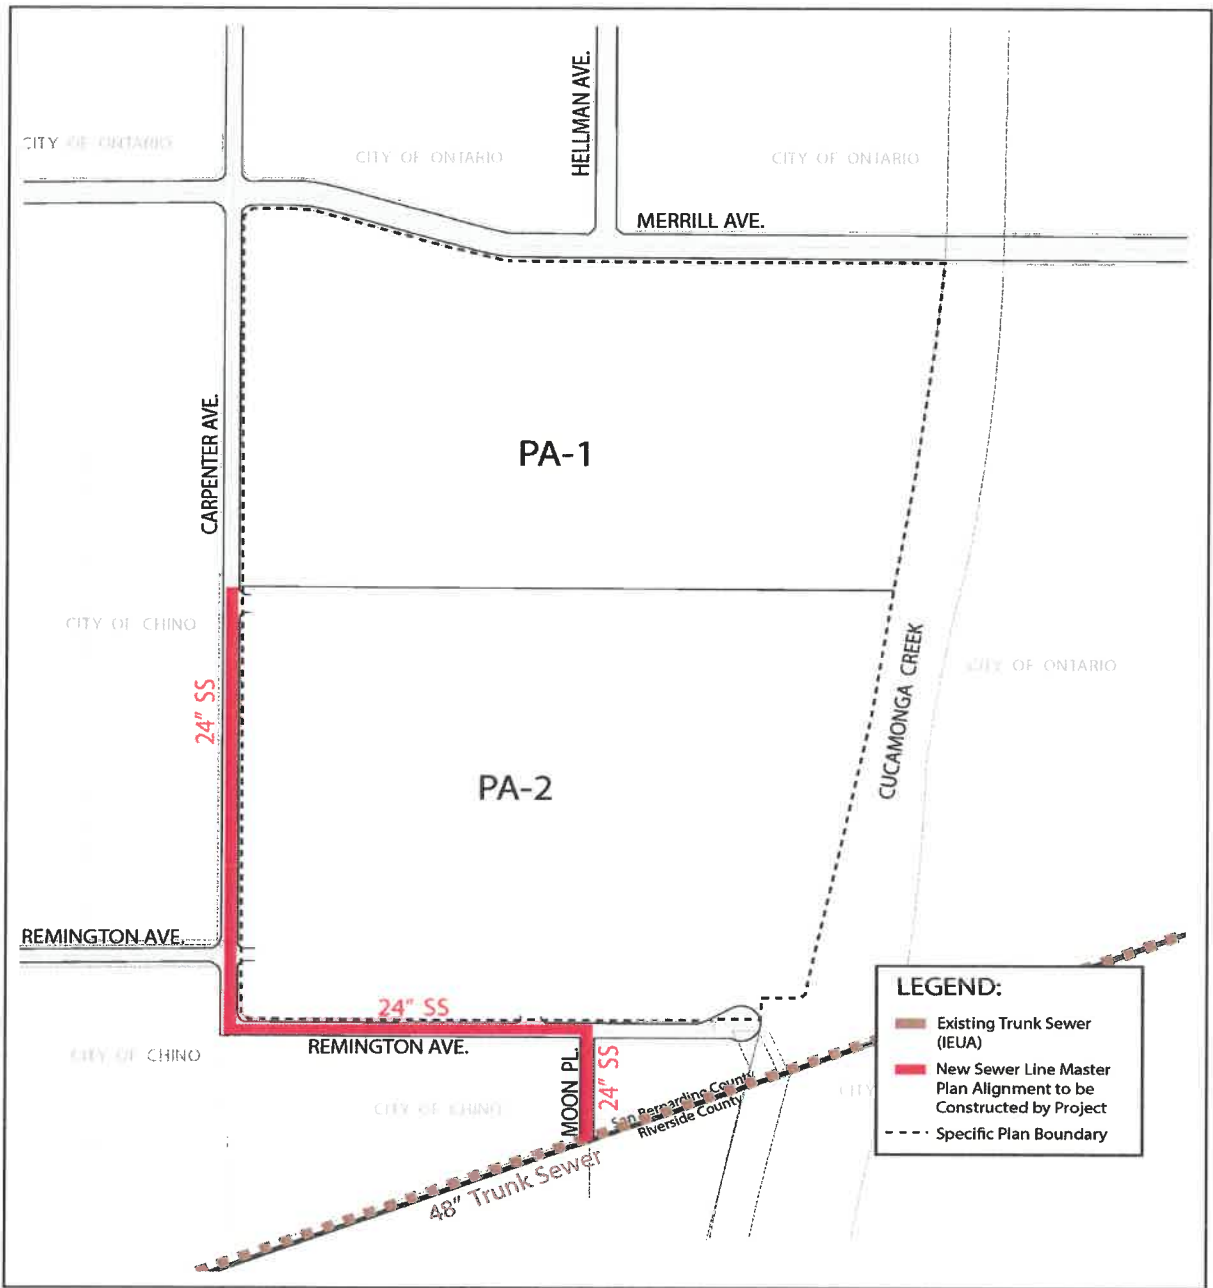 HELLMAN AVE.
CITY OF ONTARIO
CITY OF ONTARIO
CITY OF ONTARIO
MERRILL AVE.
CARPENTER AVE.
PA-1
CITY OF CHINO
CUCAMONGA CREEK
CITY OF ONTARIO
24" SS
PA-2
REMINGTON AVE.
24" SS
REMINGTON AVE.
CITY OF CHINO
MOON PL.
24" SS
CITY OF CHINO
San Bernardino County
Riverside County
CITY
48" Trunk Sewer
LEGEND:
Existing Trunk Sewer
(IEUA)
New Sewer Line Master
Plan Alignment to be
Constructed by Project
Specific Plan Boundary